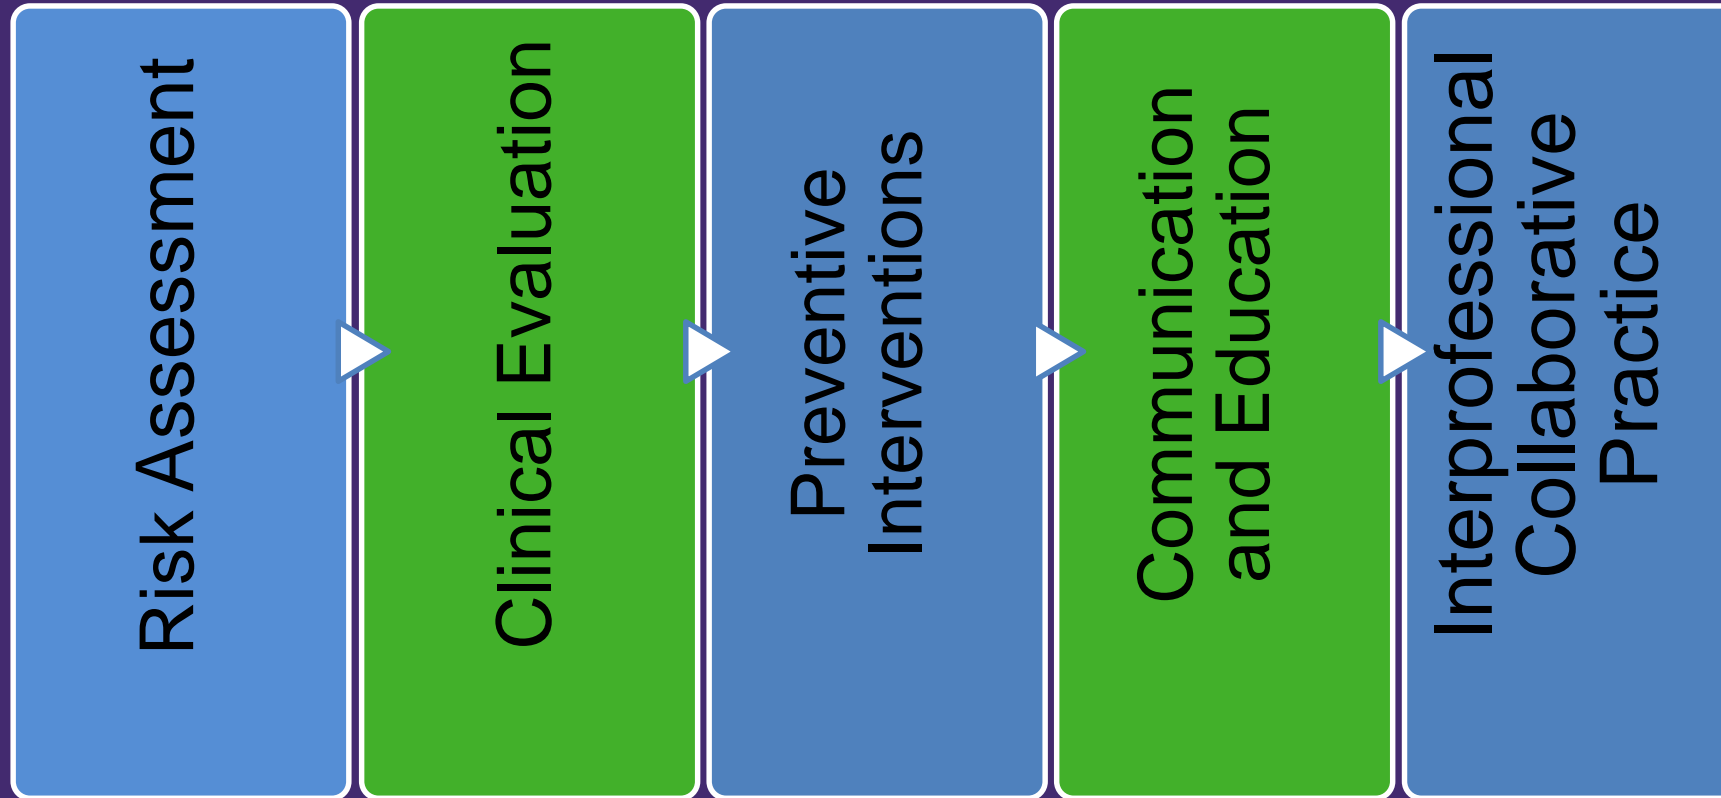 Risk Assessment
Clinical Evaluation
Preventive
Interventions
Communication
and Education
Interprofessional
Collaborative
Practice